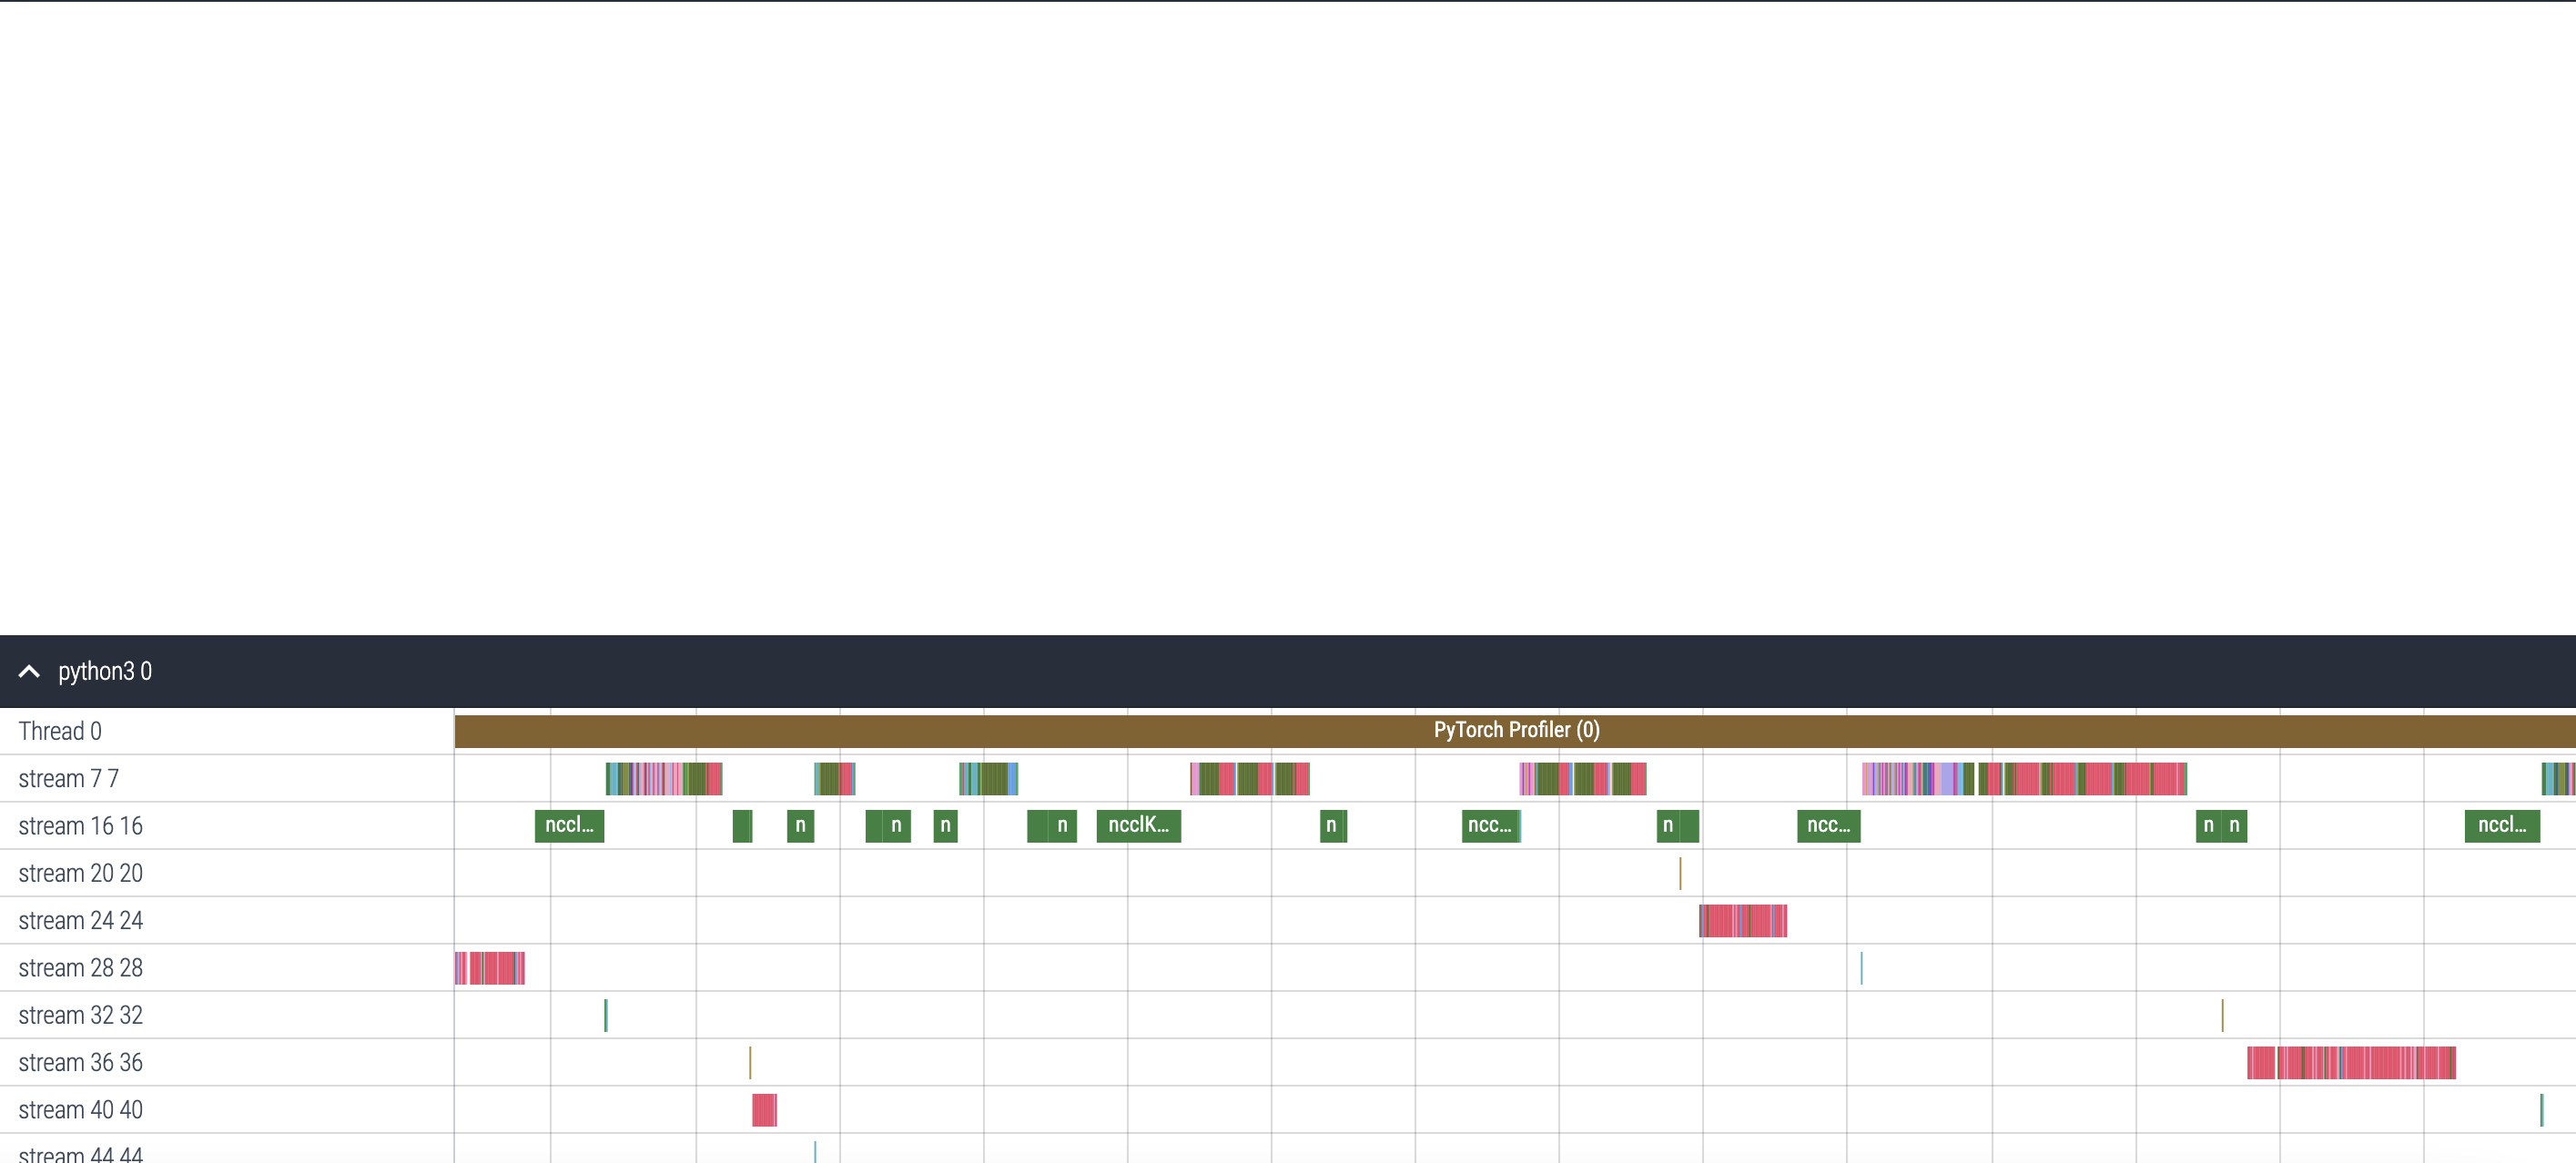 python3 0
Thread 0
PyTorch Profiler (0)
stream 7 7
stream 16 16
nccl... n n n n ncclK... n ncc... n ncc... n n nccl...
stream 20 20
stream 24 24
stream 28 28
stream 32 32
stream 36 36
stream 40 40
stream 44 44